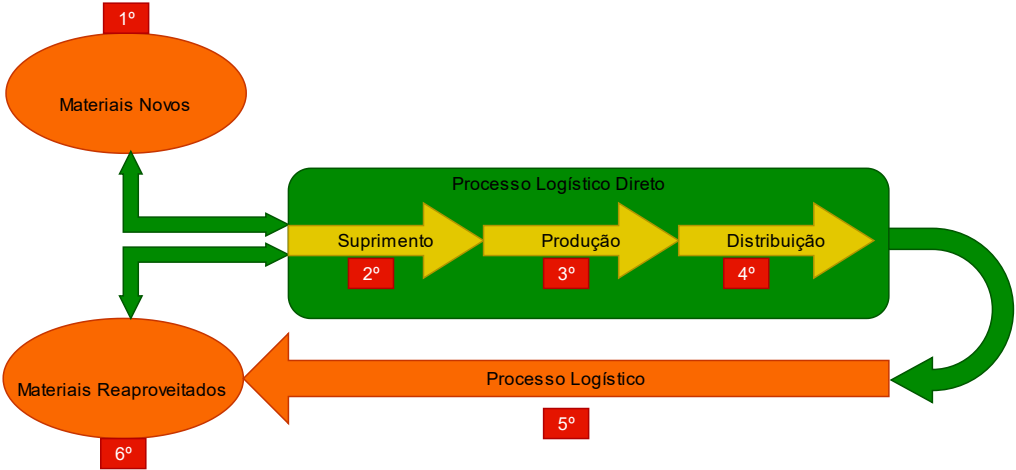 1º
Materiais Novos
Processo Logístico Direto
Suprimento
Produção
Distribuição
2º
3º
4º
Processo Logístico
5º
Materiais Reaproveitados
6º